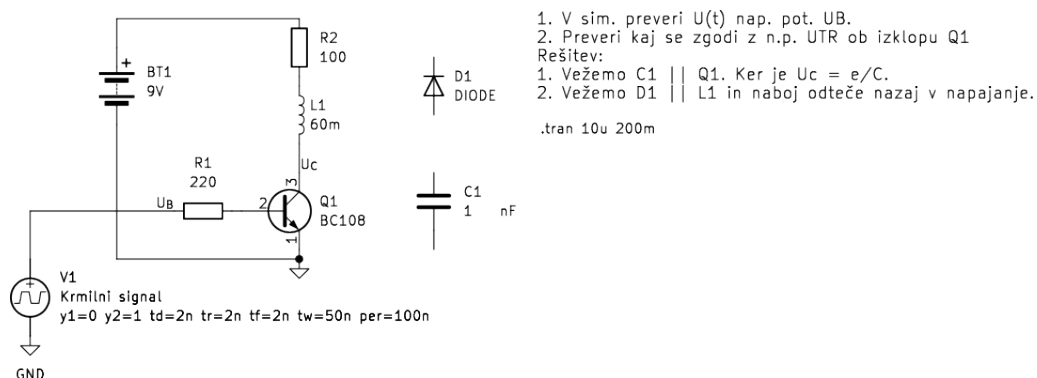 R2
100
+
BT1
9V
L1
60m
Uc
R1
220
UB
2
3
1
Q1
BC108
D1
DIODE
C1
1 nF
V1
+
Krmilni signal
y1=0 y2=1 td=2n tr=2n tf=2n tw=50n per=100n
GND
1. V sim. preveri U(t) nap. pot. UB.
2. Preveri kaj se zgodi z n.p. UTR ob izklopu Q1
Rešitev:
1. Vežemo C1 || Q1. Ker je Uc = e/C.
2. Vežemo D1 || L1 in naboj odteče nazaj v napajanje.
.tran 10u 200m